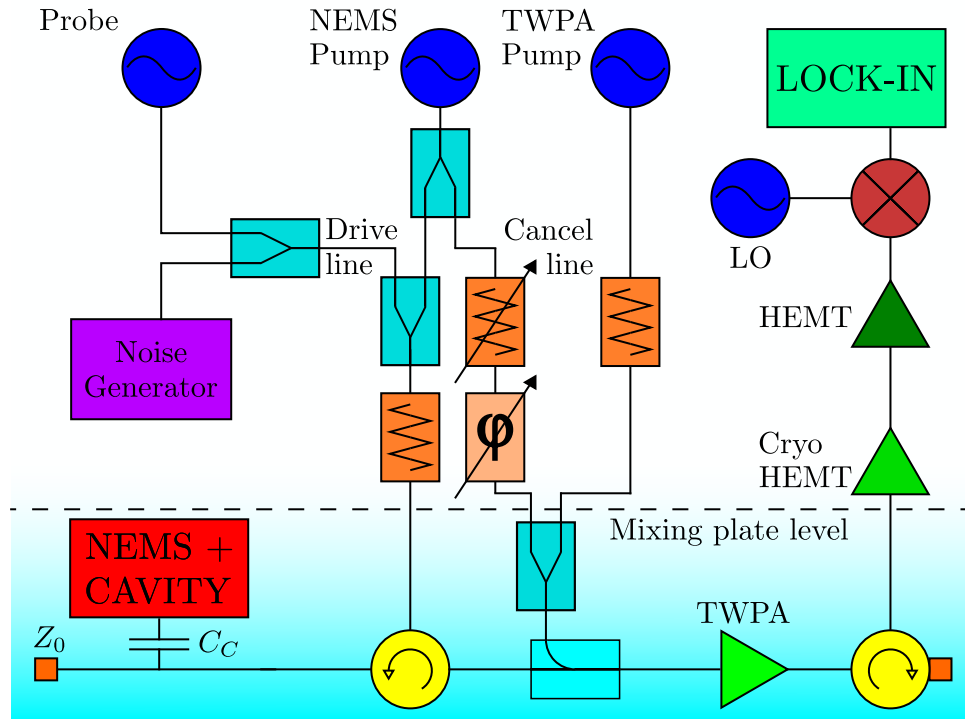 Probe
NEMS
Pump
TWPA
Pump
LOCK-IN
Drive
line
Cancel
line
LO
Noise
Generator
HEMT
φ
Cryo
HEMT
Mixing plate level
NEMS +
CAVITY
Z₀
C_C
TWPA